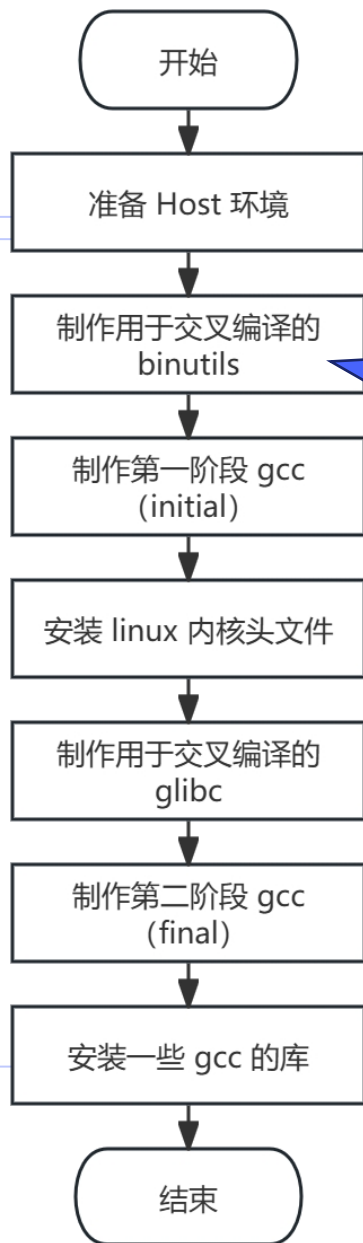 开始
准备 Host 环境
制作用于交叉编译的
binutils
制作第一阶段 gcc
（initial）
安装 linux 内核头文件
制作用于交叉编译的
glibc
制作第二阶段 gcc
（final）
安装一些 gcc 的库
结束